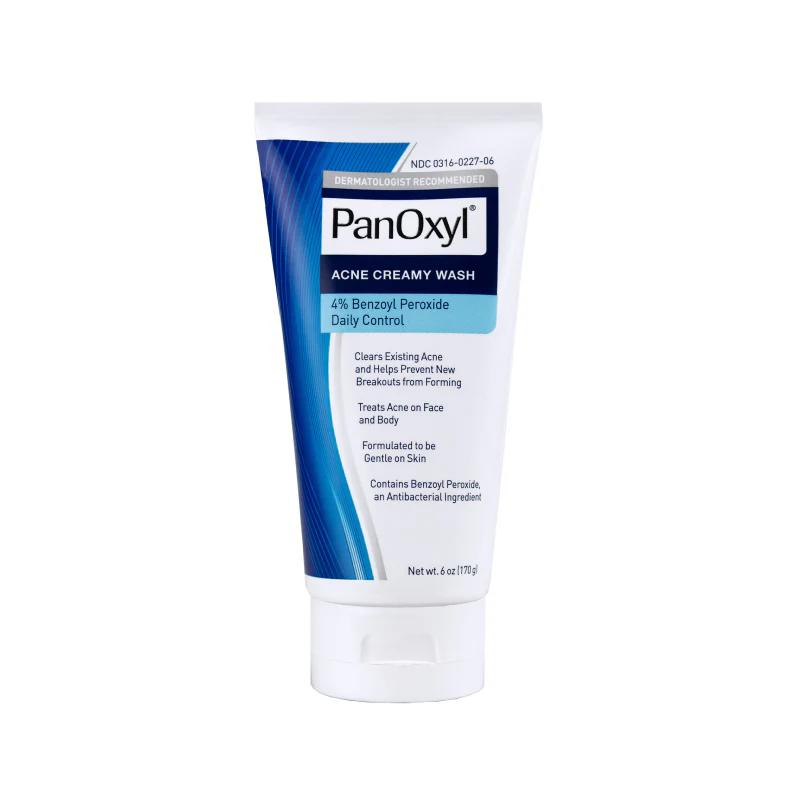 NDC 0316-0227-06
DERMATOLOGIST RECOMMENDED
PanOxyl®
ACNE CREAMY WASH
4% Benzoyl Peroxide
Daily Control
Clears Existing Acne
and Helps Prevent New
Breakouts from Forming
Treats Acne on Face
and Body
Formulated to be
Gentle on Skin
Contains Benzoyl Peroxide,
an Antibacterial Ingredient
Net wt. 6 oz (170 g)